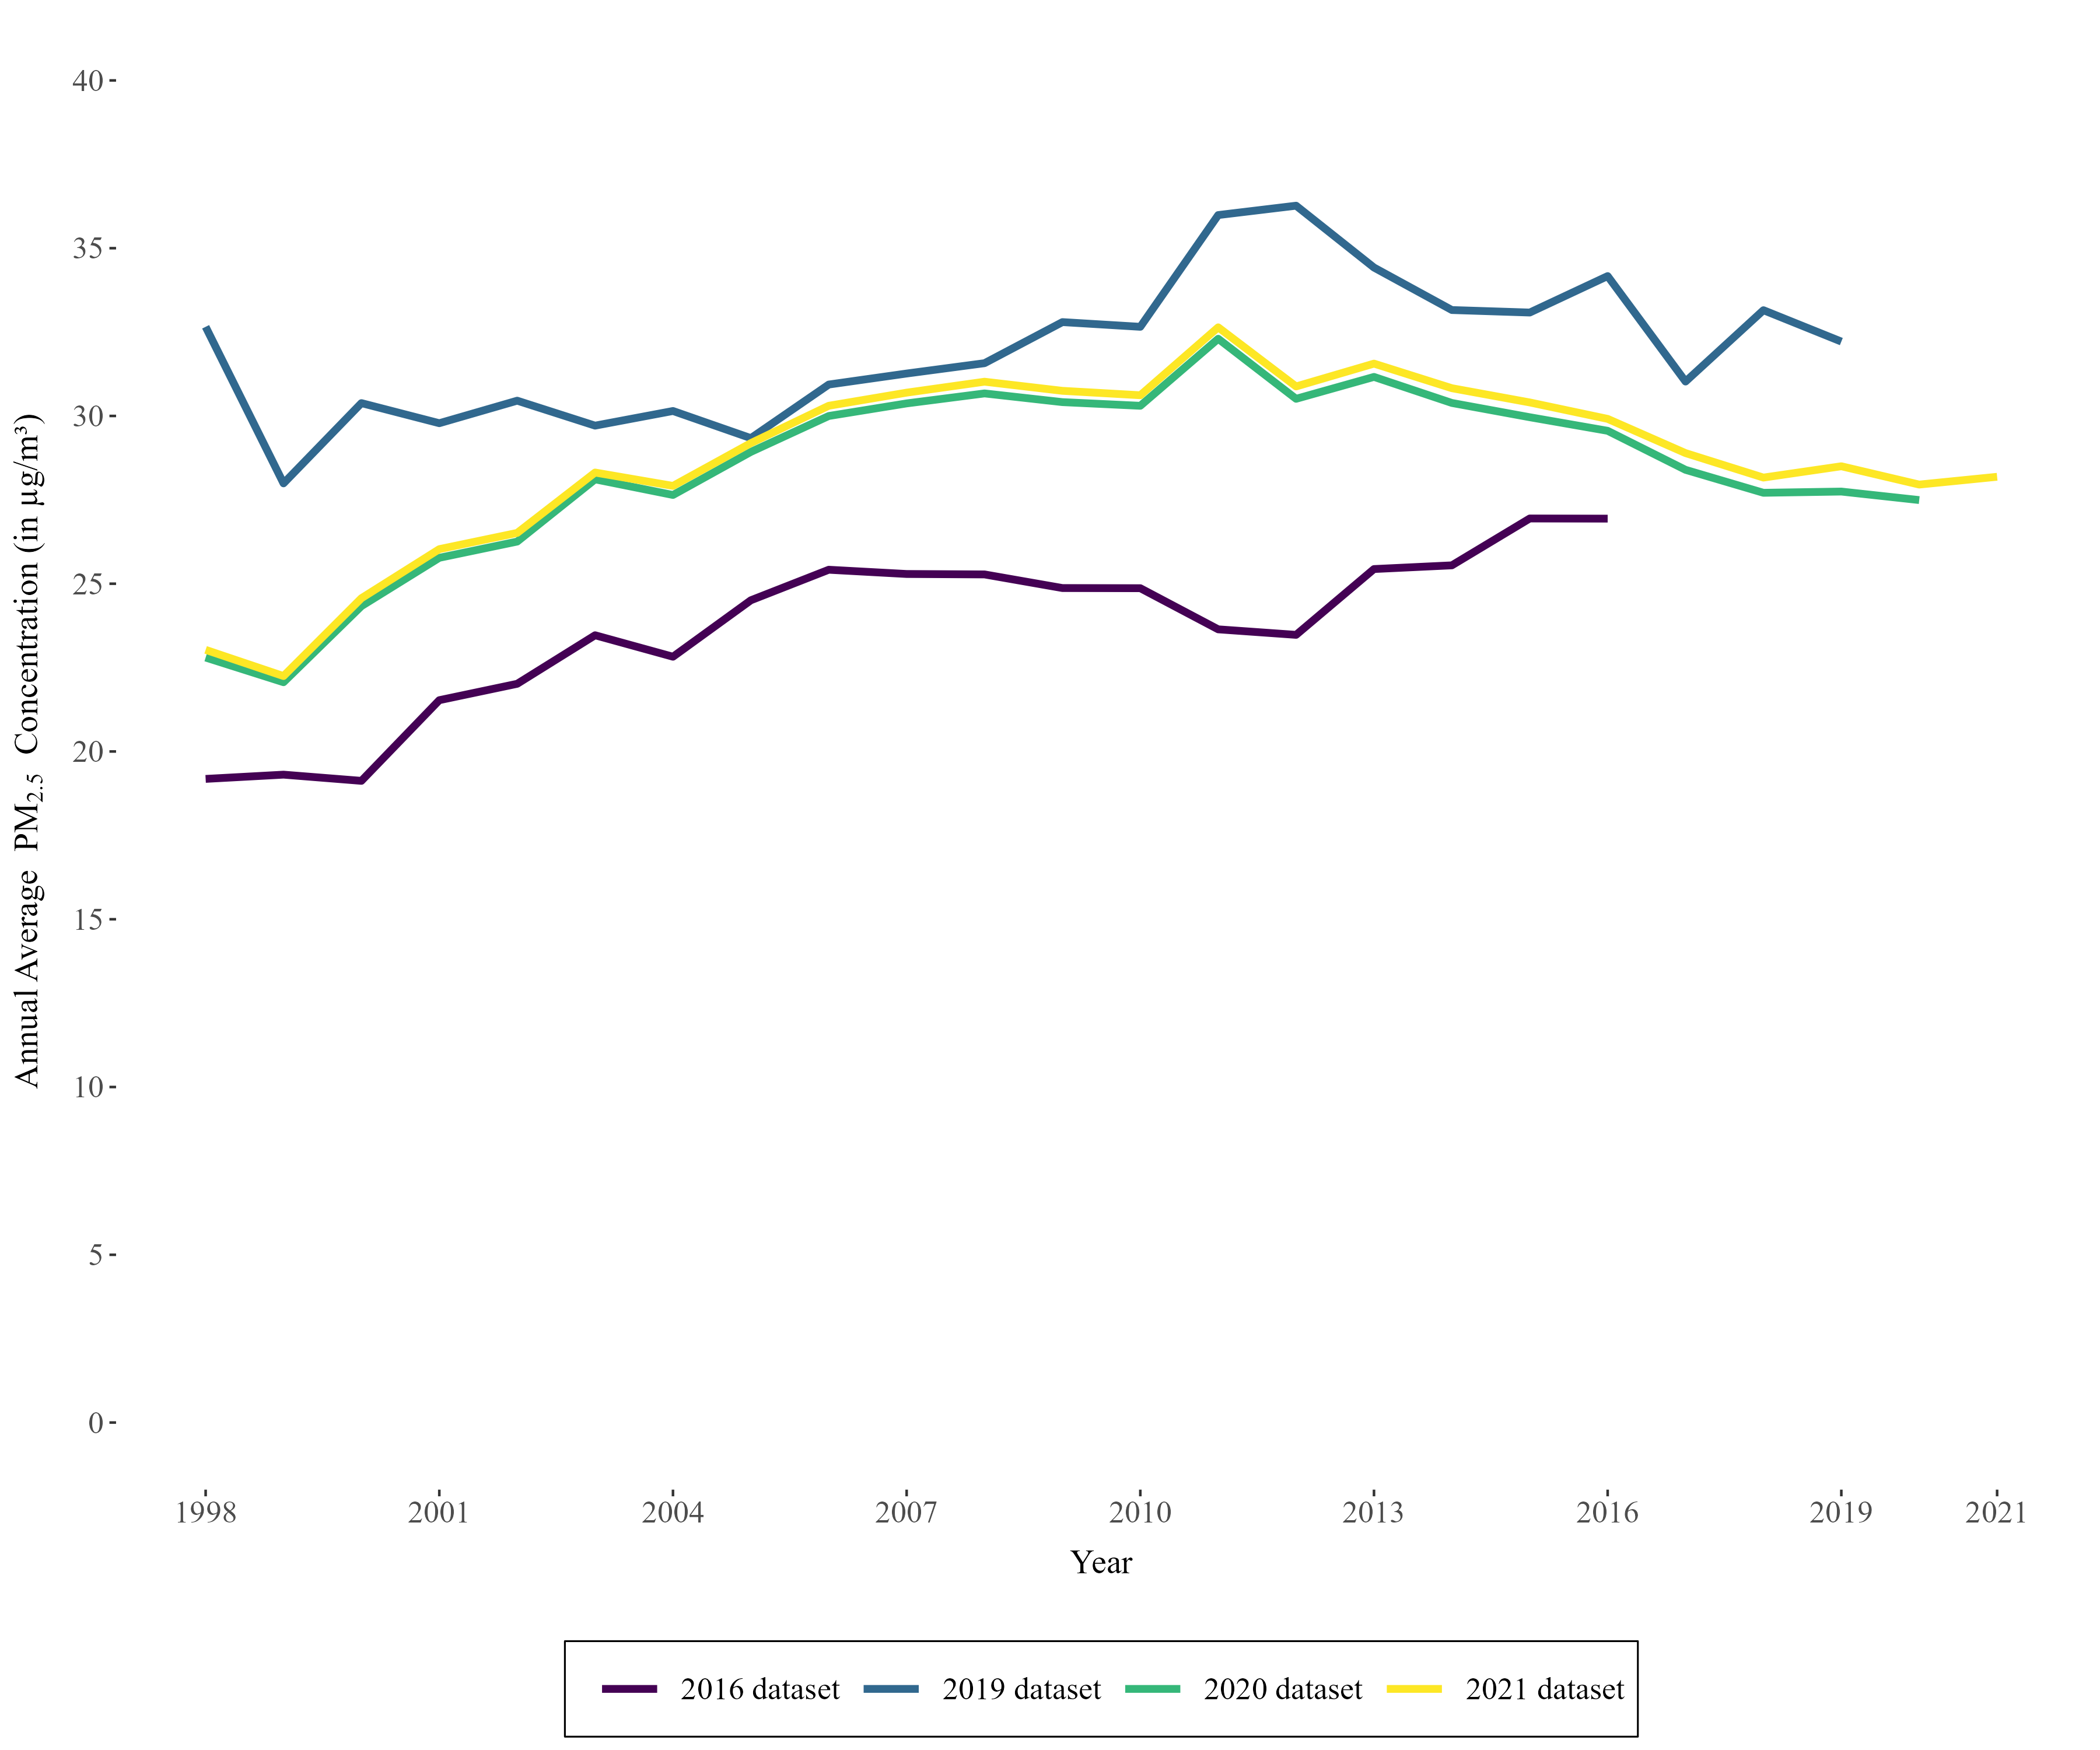 Annual Average PM2.5 Concentration (in µg/m³)
40
35
30
25
20
15
10
5
0
1998 2001 2004 2007 2010 2013 2016 2019 2021
Year
2016 dataset 2019 dataset 2020 dataset 2021 dataset